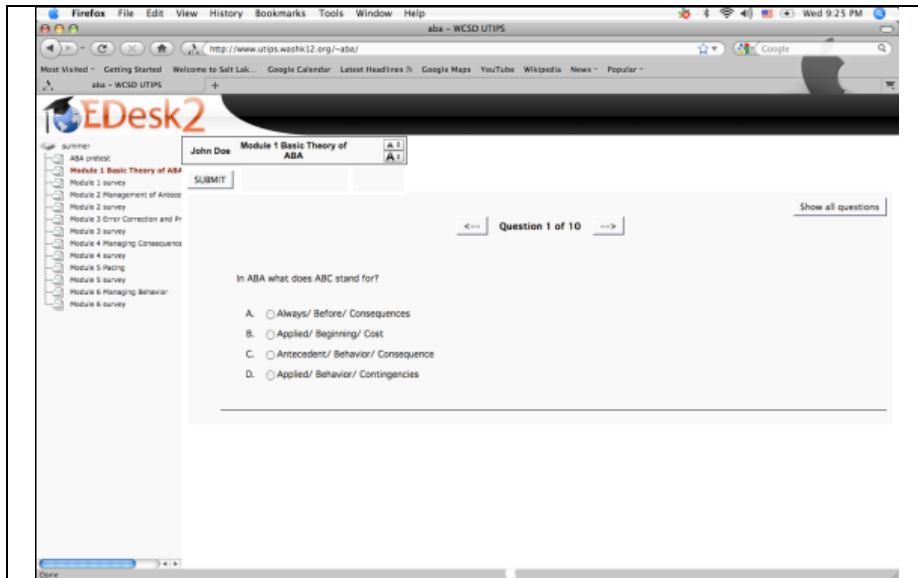 Firefox File Edit View History Bookmarks Tools Window Help Wed 9:25 PM
aba – WCSD UTIPS
http://www.utips.washk12.org/~aba/
Google
Most Visited Getting Started Welcome to Salt Lak... Google Calendar Latest Headlines Google Maps YouTube Wikipedia News Popular
aba – WCSD UTIPS +
EDesk2
summer
ABA pretest
Module 1 Basic Theory of ABA
Module 1 survey
Module 2 Management of Antece
Module 2 survey
Module 3 Error Correction and Pr
Module 3 survey
Module 4 Managing Consequence
Module 4 survey
Module 5 Pacing
Module 5 survey
Module 6 Managing Behavior
Module 6 survey
John Doe Module 1 Basic Theory of
ABA
A
A
SUBMIT
Show all questions
<-- Question 1 of 10 -->
In ABA what does ABC stand for?
A. Always/ Before/ Consequences
B. Applied/ Beginning/ Cost
C. Antecedent/ Behavior/ Consequence
D. Applied/ Behavior/ Contingencies
Done